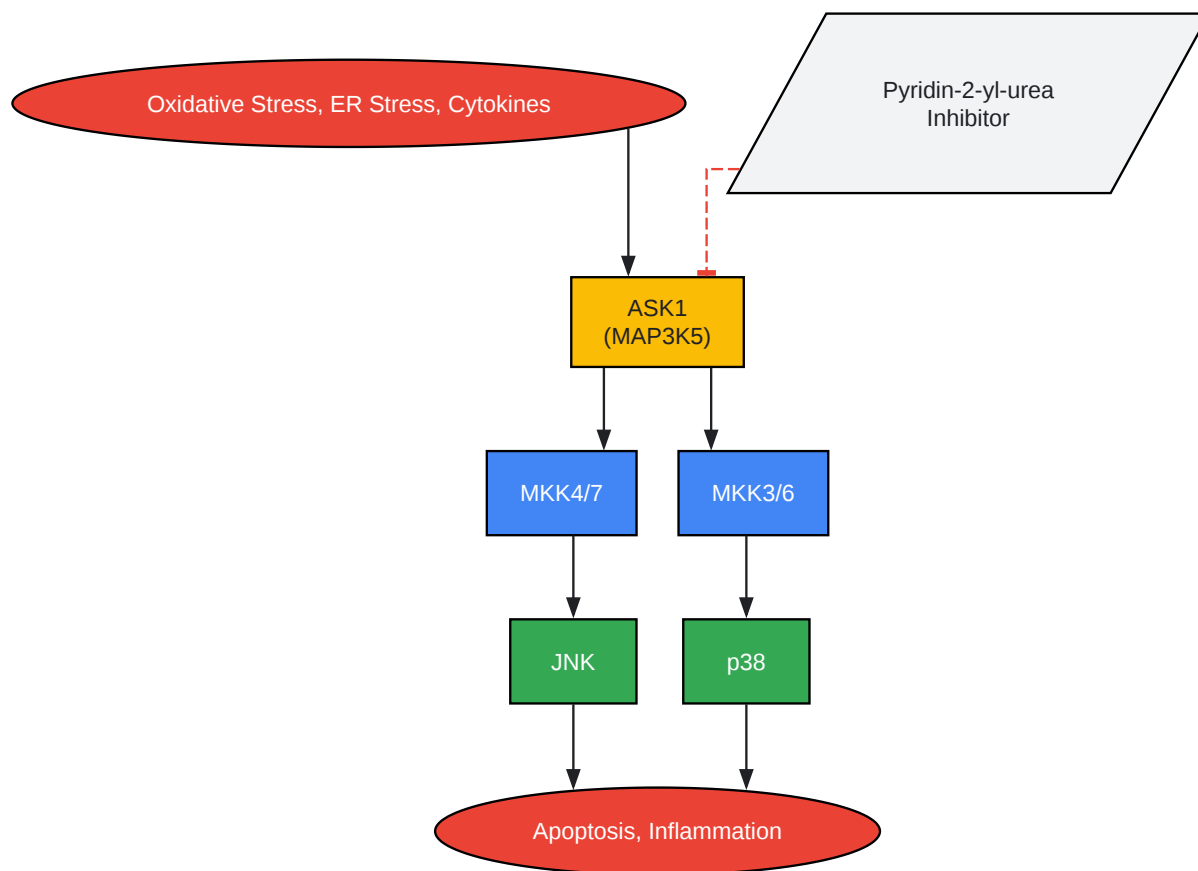 Oxidative Stress, ER Stress, Cytokines
Pyridin-2-yl-urea
Inhibitor
ASK1
(MAP3K5)
MKK4/7
MKK3/6
JNK
p38
Apoptosis, Inflammation